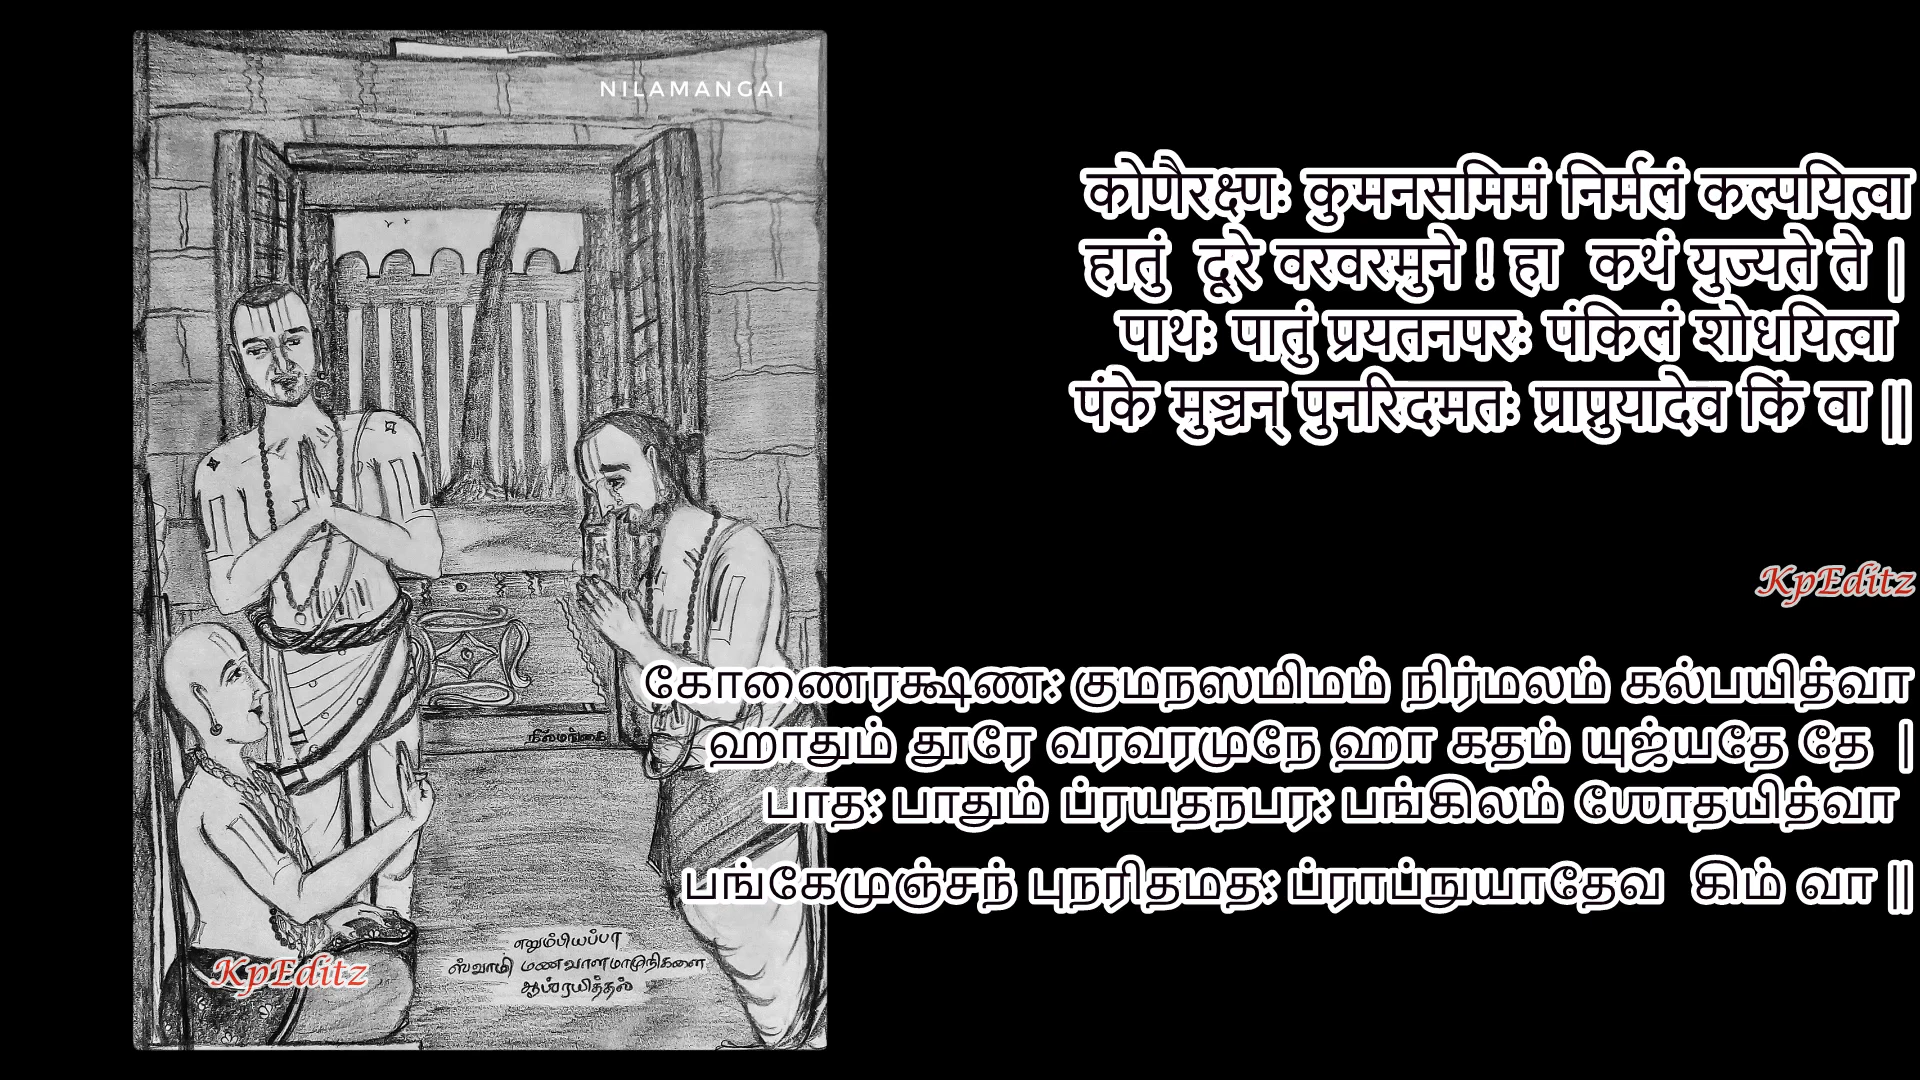 NILAMANGAI
कोणैरक्ष्णः कुमनसमिमं निर्मलं कल्पयित्वा
हातुं दूरे वरवरमुने ! हा कथं युज्यते ते |
पाथः पातुं प्रयतनपरः पंकिलं शोधयित्वा
पंके मुञ्चन् पुनरिदमतः प्राप्नुयादेव किं वा ||
KpEditz
கோணைரக்ஷ்ண: குமநஸமிமம் நிர்மலம் கல்பயித்வா
ஹாதும் தூரே வரவரமுநே ஹா கதம் யுஜ்யதே தே |
பாத: பாதும் ப்ரயதநபர: பங்கிலம் ஶோதயித்வா
பங்கேமுஞ்சந் புநரிதமத: ப்ராப்நுயாதேவ கிம் வா ||
நிலமங்கை
எறும்பியப்பா
ஸ்வாமி மணவாளமாமுநிகளை
ஆஶ்ரயித்தல்
KpEditz